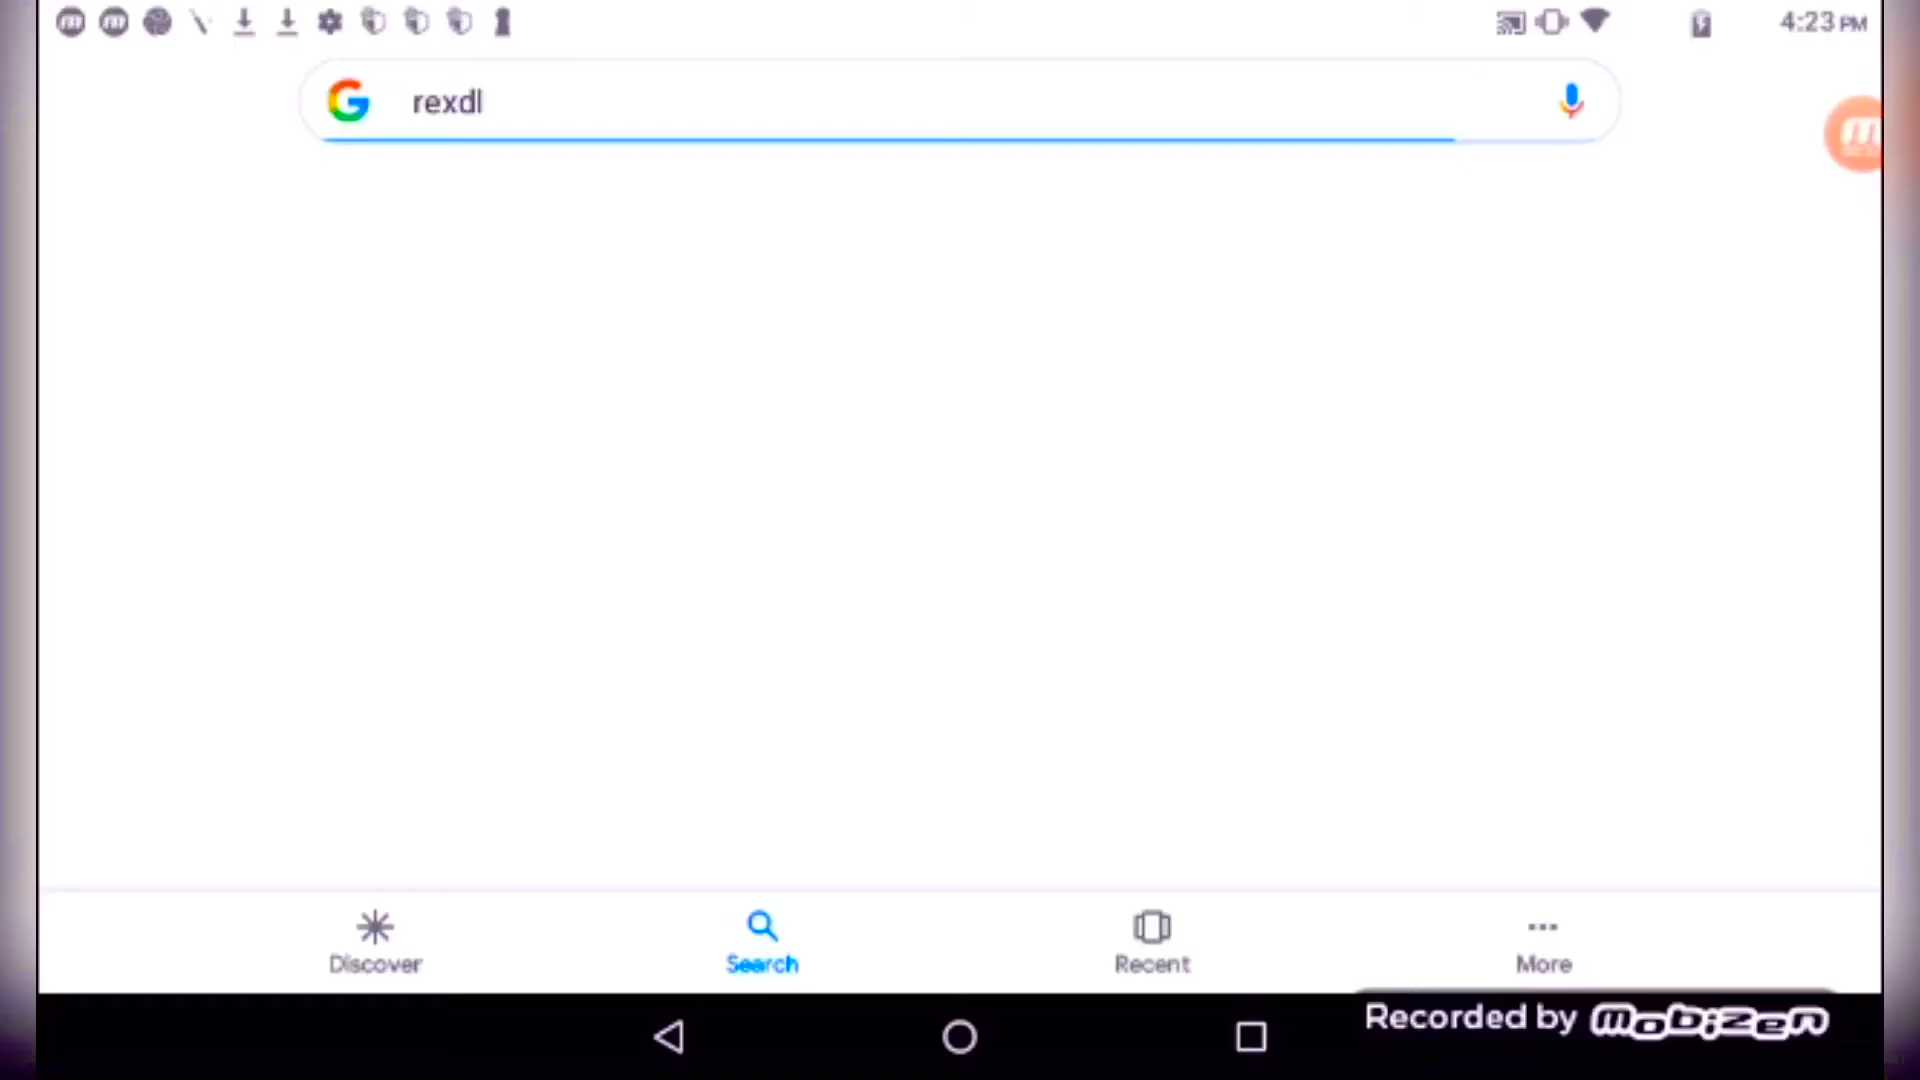 4:23 PM
rexdl
Discover
Search
Recent
More
Recorded by mobizen